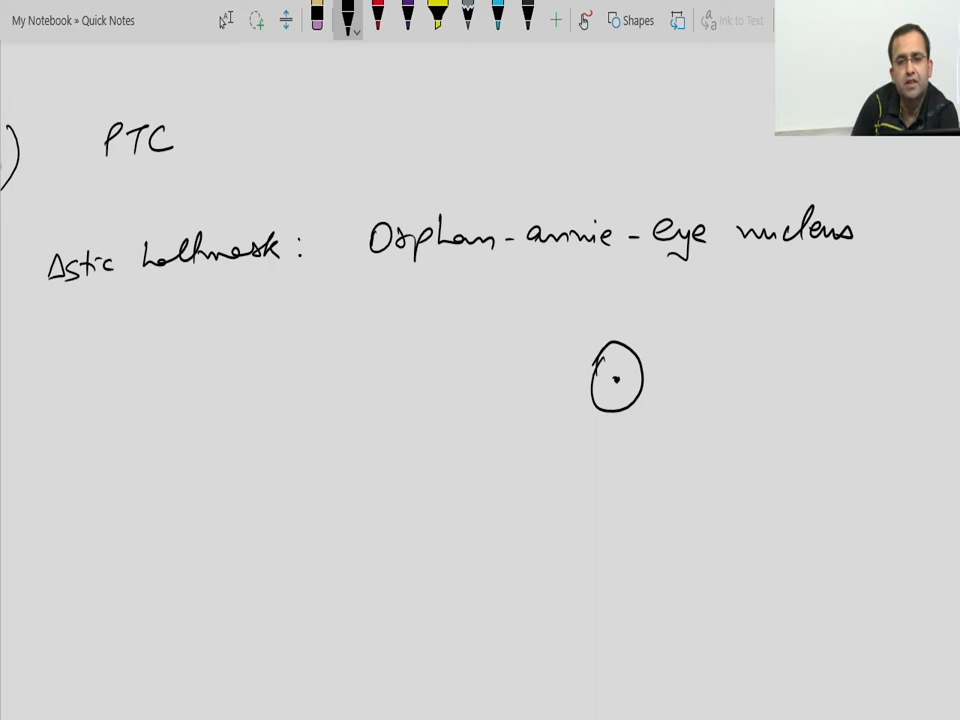 My Notebook » Quick Notes
Shapes
Ink to Text
) PTC
Δstic hallmark : Orphan-annie-eye nucleus